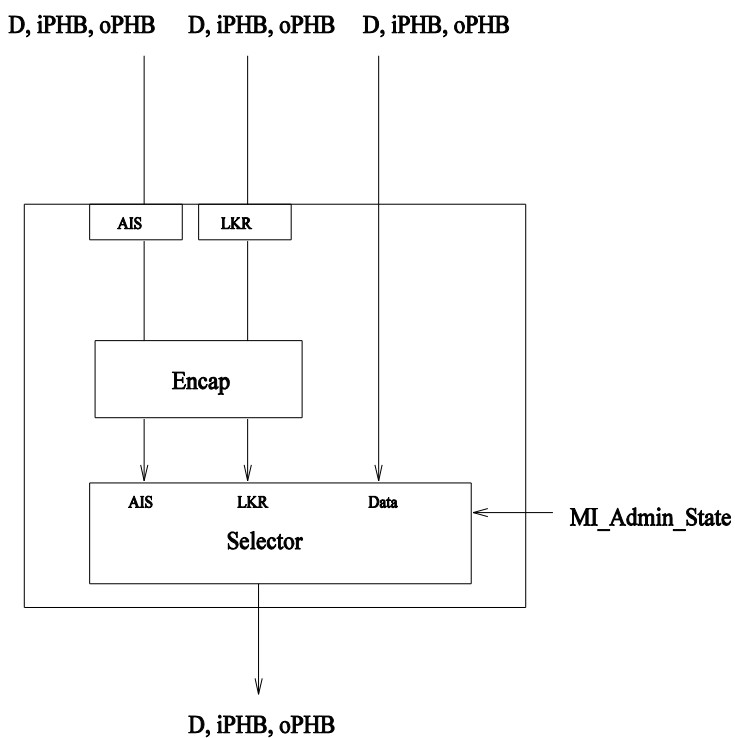 D, iPHB, oPHB D, iPHB, oPHB D, iPHB, oPHB
AIS LKR
Encap
AIS LKR Data
Selector
MI_Admin_State
D, iPHB, oPHB